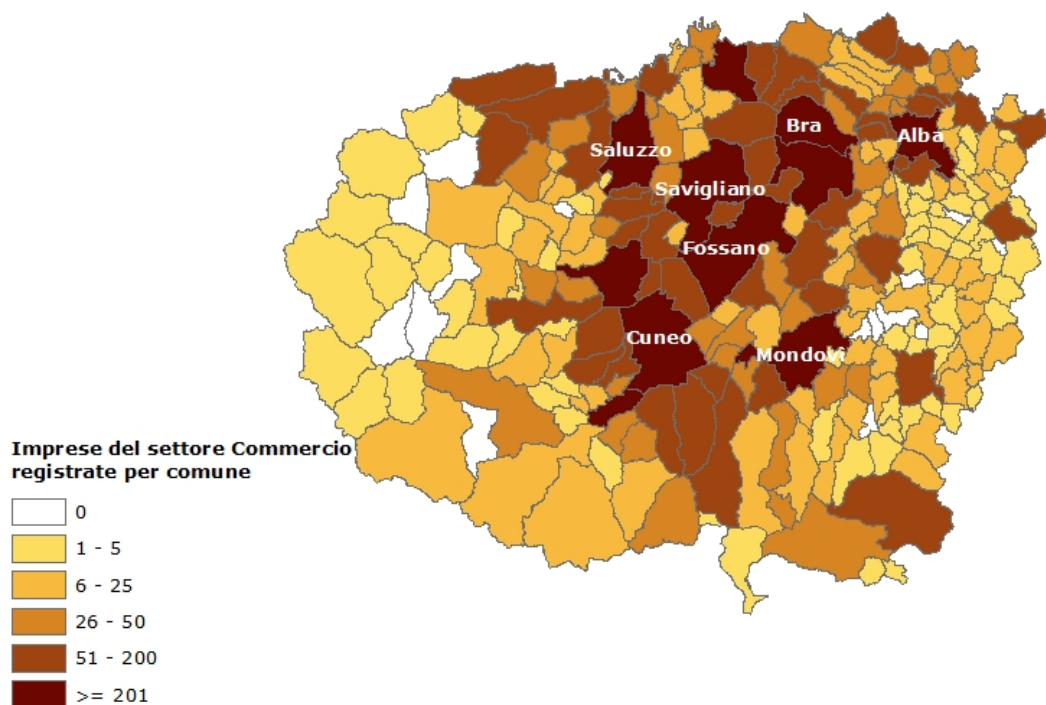 Bra
Alba
Saluzzo
Savigliano
Fossano
Cuneo
Mondovì
Imprese del settore Commercio
registrate per comune
0
1 - 5
6 - 25
26 - 50
51 - 200
>= 201